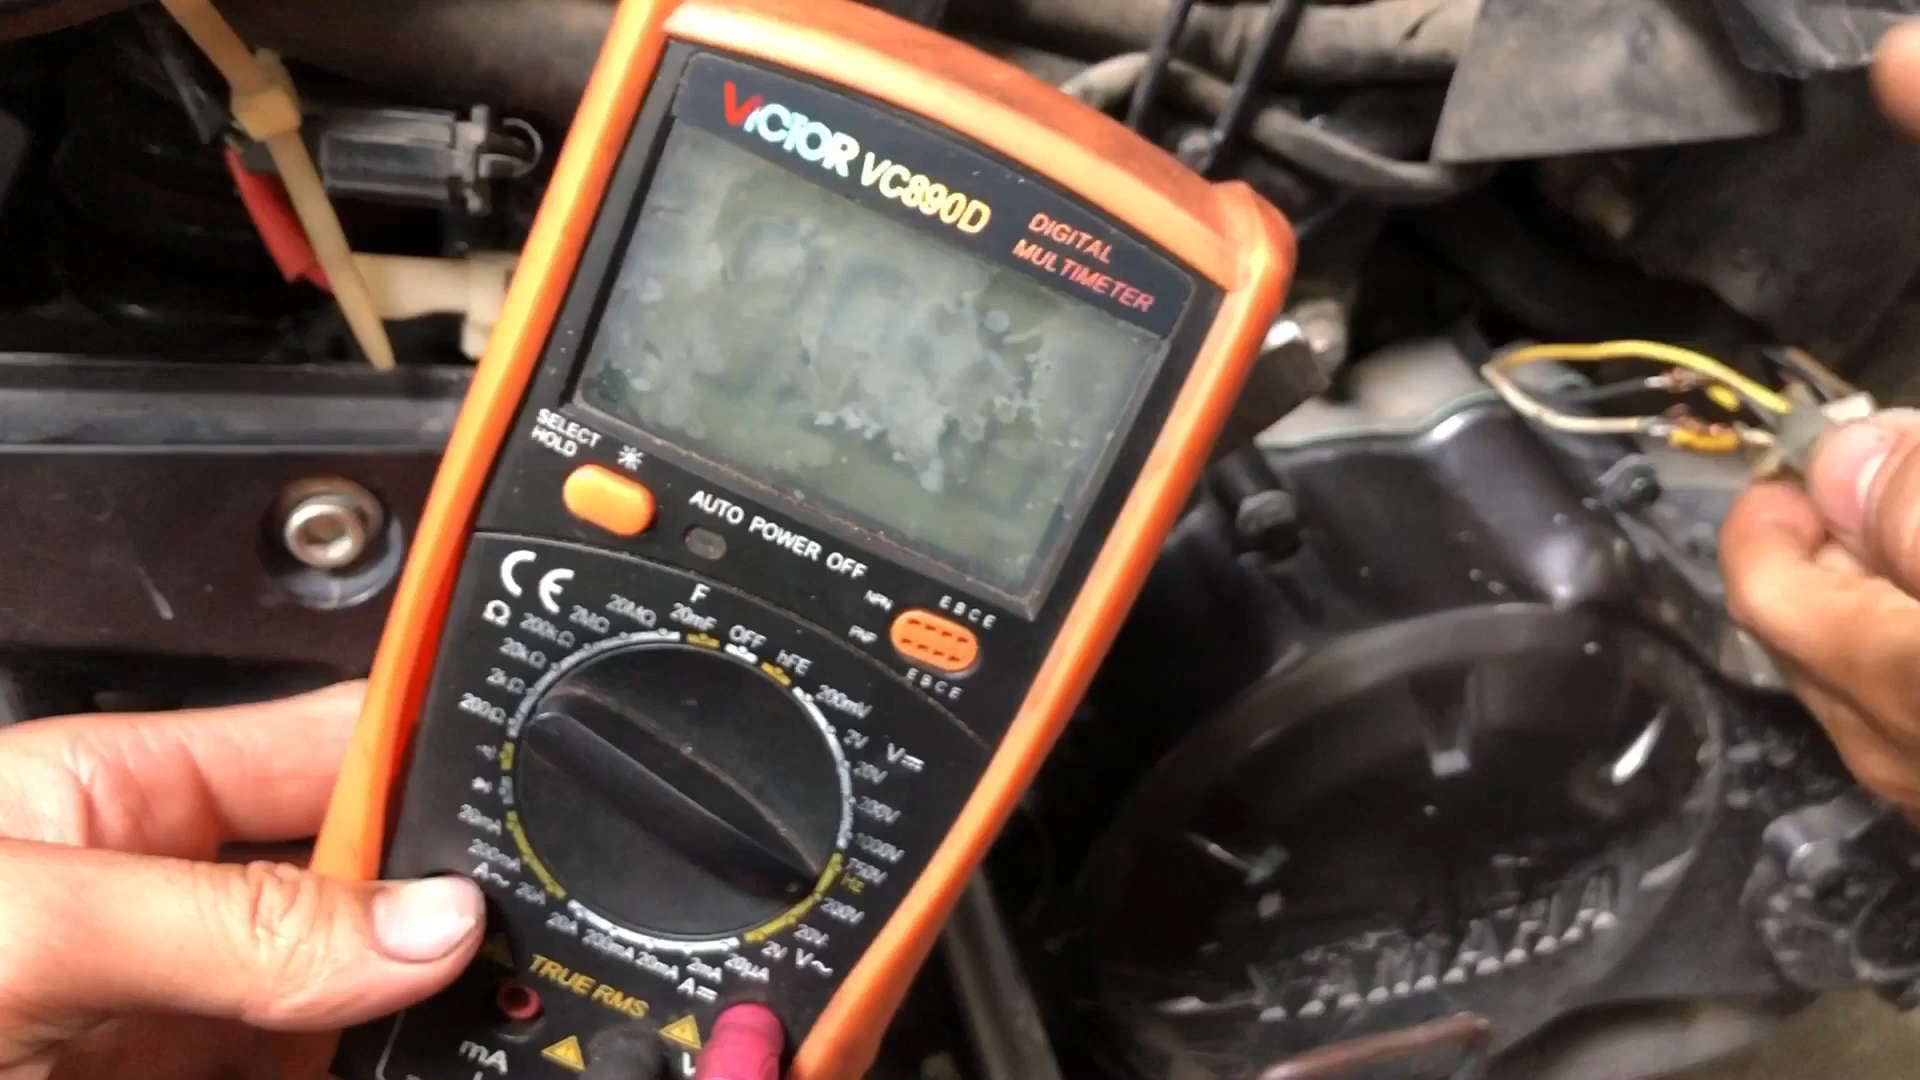 VICTOR VC890D
DIGITAL
MULTIMETER
SELECT
HOLD
AUTO POWER OFF
CE
NPN
PNP
E B C E
E B C E
F
Ω
200Ω
2kΩ
20kΩ
200kΩ
2MΩ
20MΩ
20mF
OFF
hFE
200mV
2V
20V
200V
1000V
V⎓
750V
Hz
200V
20V
2V
V~
20µA
2mA
20mA
200mA
20A
A⎓
20A
200mA
20mA
A~
TRUE RMS
mA
V
YAMAHA